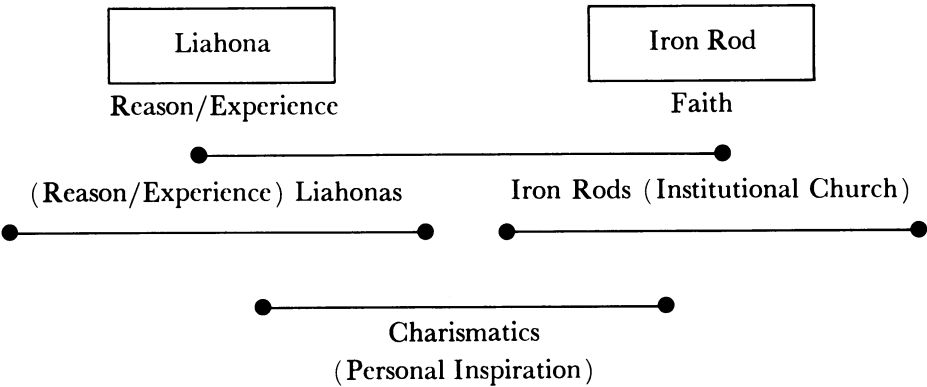 Liahona
Iron Rod
Reason/Experience
Faith
(Reason/Experience) Liahonas
Iron Rods (Institutional Church)
Charismatics
(Personal Inspiration)